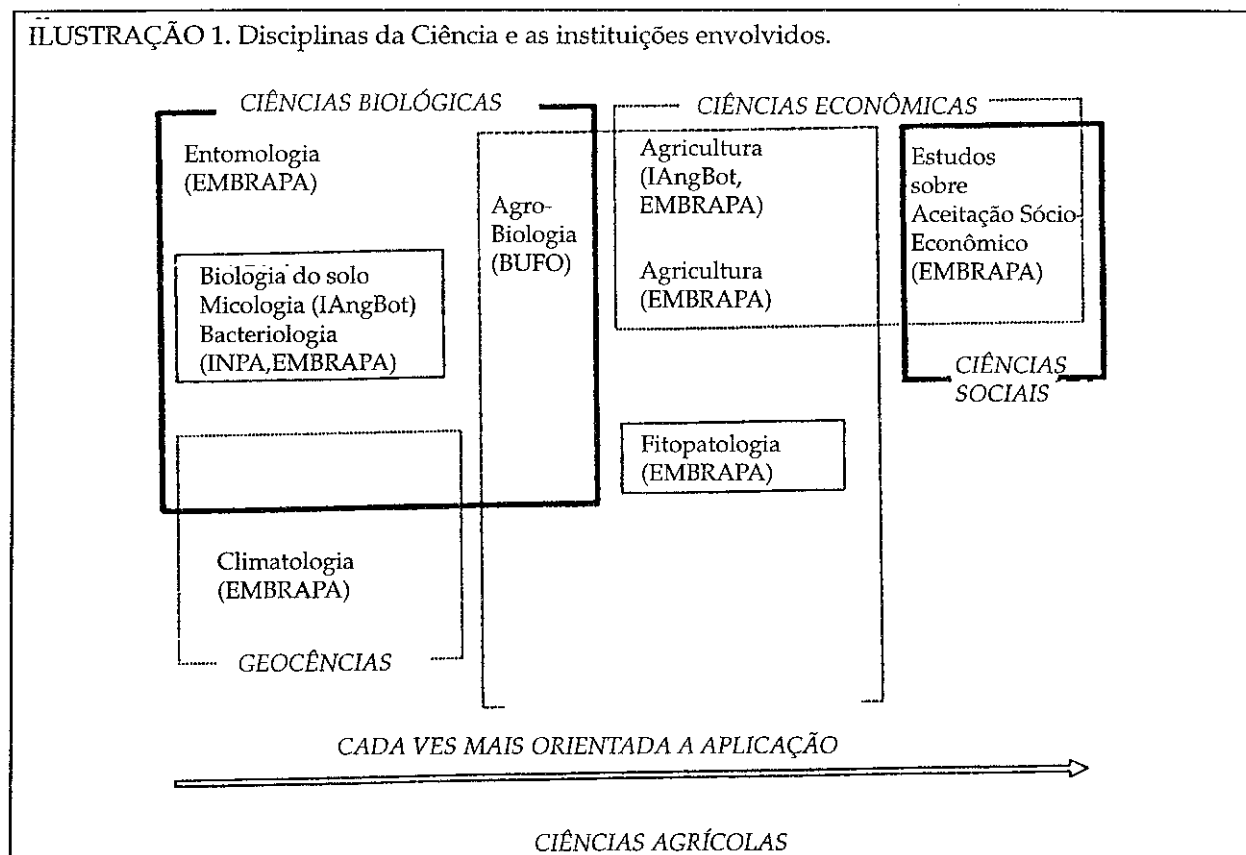 ILUSTRAÇÃO 1. Disciplinas da Ciência e as instituições envolvidos.
CIÊNCIAS BIOLÓGICAS
Entomologia
(EMBRAPA)
Biologia do solo
Micologia (IAngBot)
Bacteriologia
(INPA,EMBRAPA)
Agro-
Biologia
(BUFO)
CIÊNCIAS ECONÔMICAS
Agricultura
(IAngBot,
EMBRAPA)
Agricultura
(EMBRAPA)
Estudos
sobre
Aceitação Sócio-
Econômico
(EMBRAPA)
CIÊNCIAS
SOCIAIS
Fitopatologia
(EMBRAPA)
Climatologia
(EMBRAPA)
GEOCÊNCIAS
CADA VES MAIS ORIENTADA A APLICAÇÃO
CIÊNCIAS AGRÍCOLAS